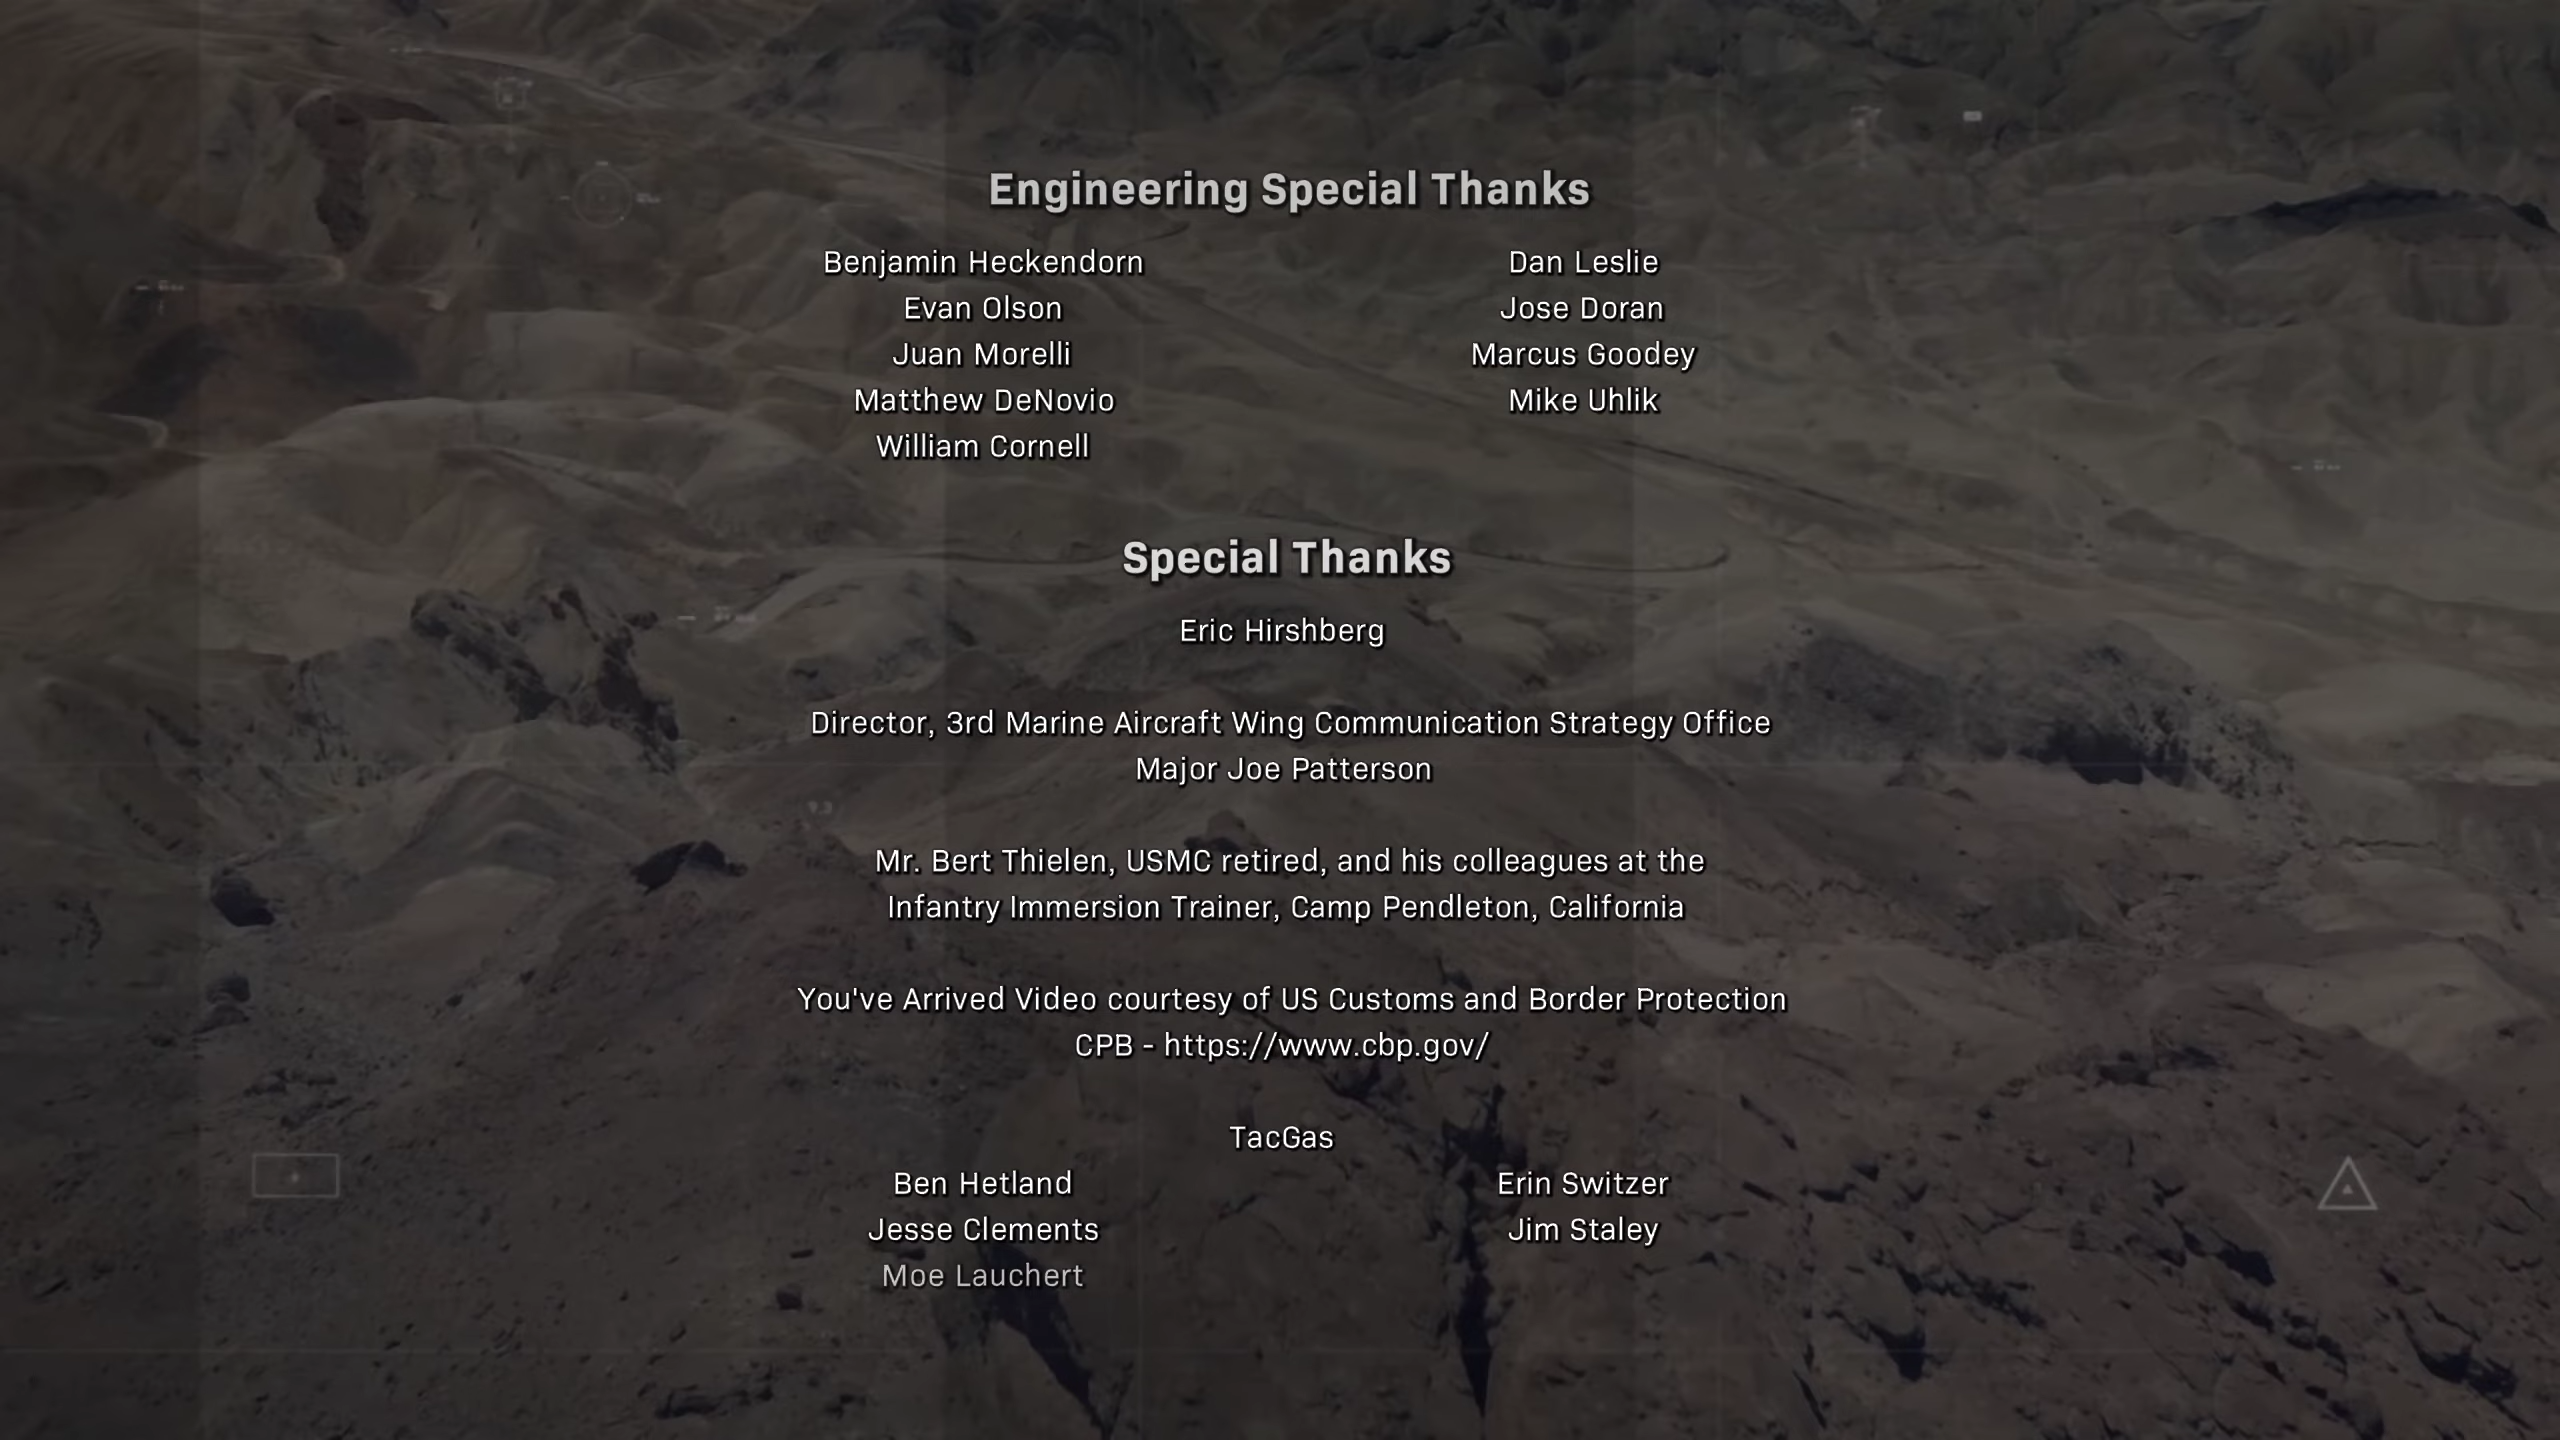 Engineering Special Thanks
Benjamin Heckendorn Dan Leslie
Evan Olson Jose Doran
Juan Morelli Marcus Goodey
Matthew DeNovio Mike Uhlik
William Cornell
Special Thanks
Eric Hirshberg
Director, 3rd Marine Aircraft Wing Communication Strategy Office
Major Joe Patterson
Mr. Bert Thielen, USMC retired, and his colleagues at the
Infantry Immersion Trainer, Camp Pendleton, California
You've Arrived Video courtesy of US Customs and Border Protection
CPB - https://www.cbp.gov/
TacGas
Ben Hetland Erin Switzer
Jesse Clements Jim Staley
Moe Lauchert